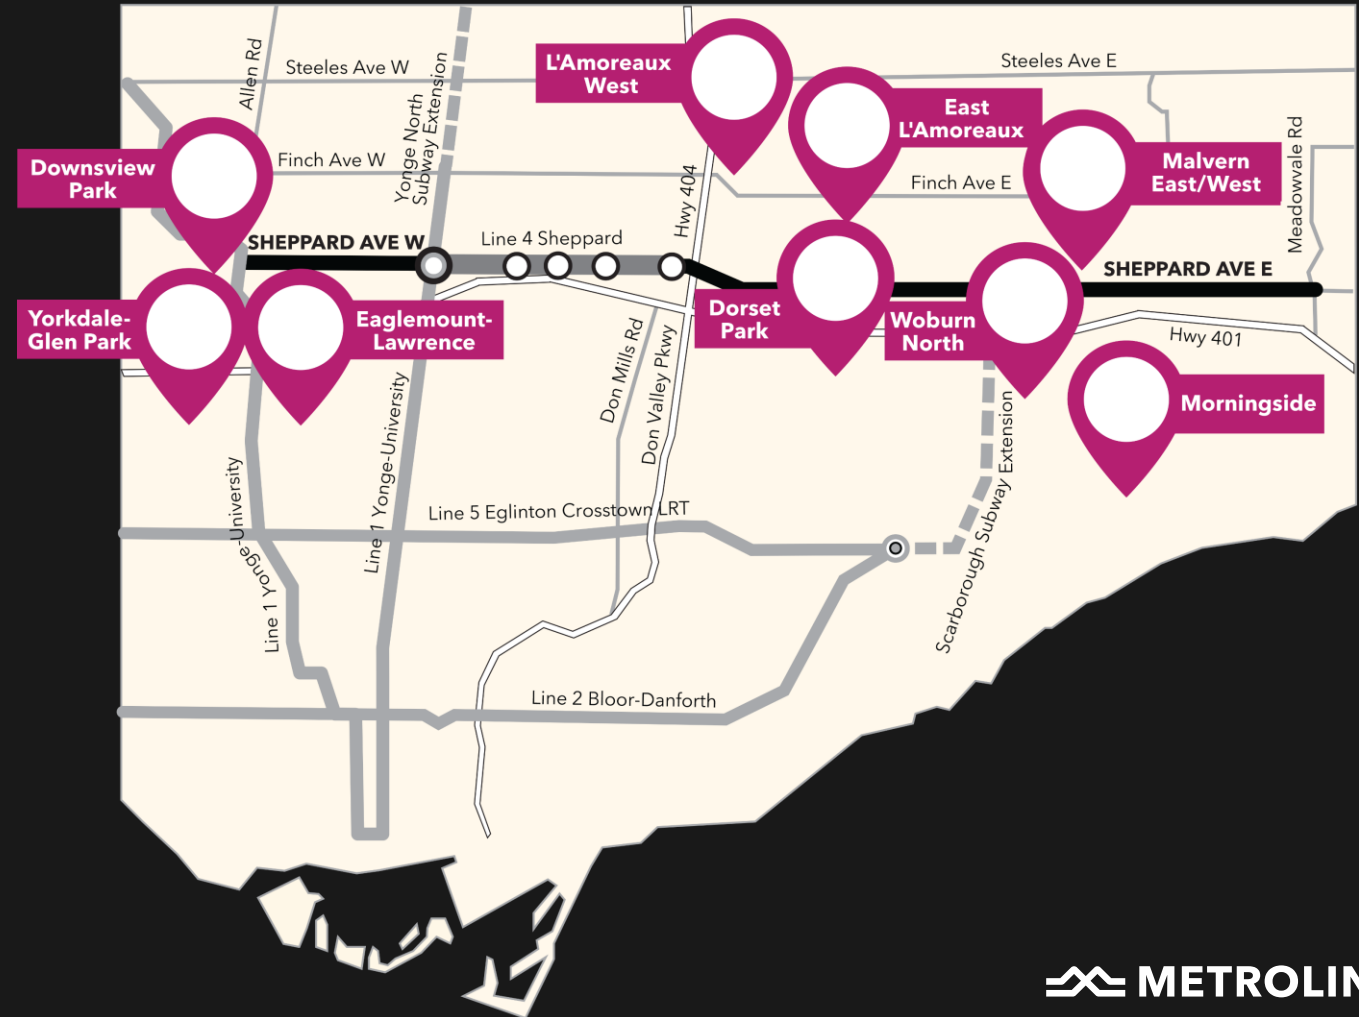 Allen Rd
Steeles Ave W
Yonge North
Subway Extension
L'Amoreaux
West
Steeles Ave E
East
L'Amoreaux
Malvern
East/West
Meadowvale Rd
Downsview
Park
Finch Ave W
Hwy 404
Finch Ave E
SHEPPARD AVE W
Line 4 Sheppard
SHEPPARD AVE E
Yorkdale-
Glen Park
Eaglemount-
Lawrence
Dorset
Park
Woburn
North
Hwy 401
Don Mills Rd
Don Valley Pkwy
Morningside
Line 1 Yonge-University
Line 1 Yonge-University
Line 5 Eglinton Crosstown LRT
Scarborough Subway Extension
Line 2 Bloor-Danforth
METROLIN